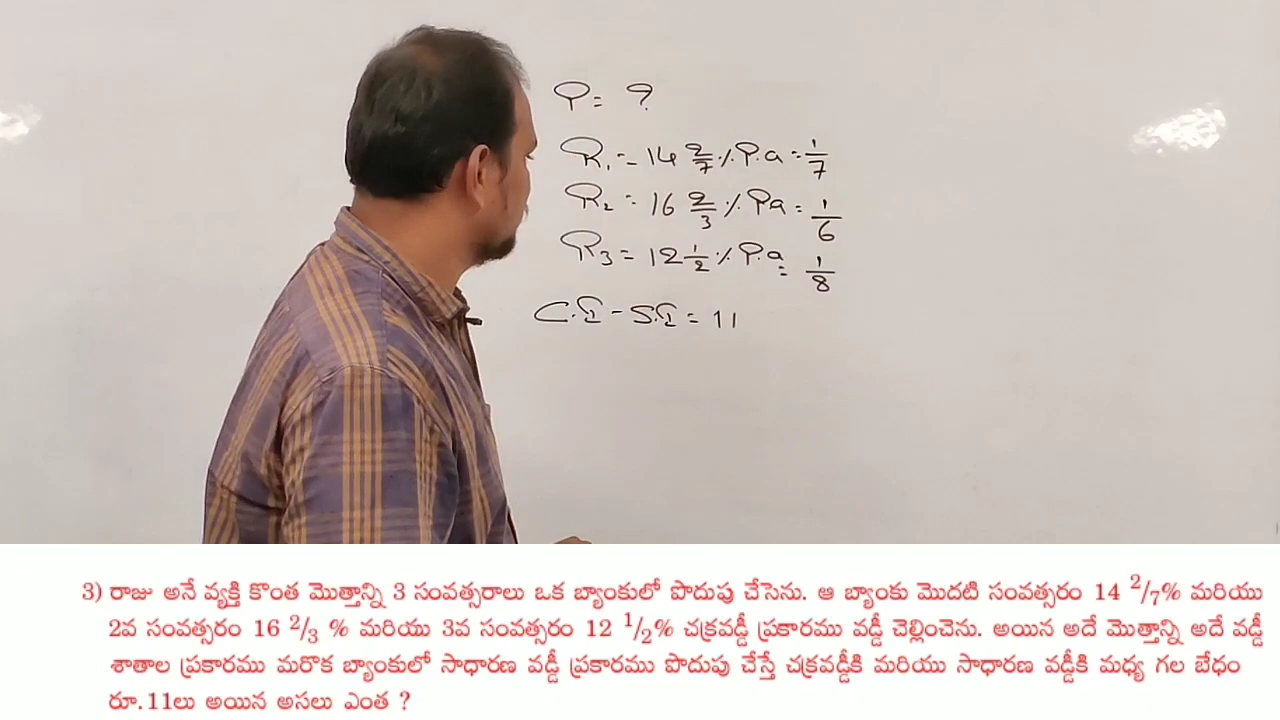 P = ?
R₁ = 14 2/7 % P.a = 1/7
R₂ = 16 2/3 % Pa = 1/6
R₃ = 12 1/2 % P.a = 1/8
C.I - S.I = 11
3) రాజు అనే వ్యక్తి కొంత మొత్తాన్ని 3 సంవత్సరాలు ఒక బ్యాంకులో పొదుపు చేసెను. ఆ బ్యాంకు మొదటి సంవత్సరం 14 ²/₇% మరియు
2వ సంవత్సరం 16 ²/₃ % మరియు 3వ సంవత్సరం 12 ¹/₂% చక్రవడ్డీ ప్రకారము వడ్డీ చెల్లించెను. అయిన అదే మొత్తాన్ని అదే వడ్డీ
శాతాల ప్రకారము మరొక బ్యాంకులో సాధారణ వడ్డీ ప్రకారము పొదుపు చేస్తే చక్రవడ్డీకి మరియు సాధారణ వడ్డీకి మధ్య గల బేధం
రూ.11లు అయిన అసలు ఎంత ?